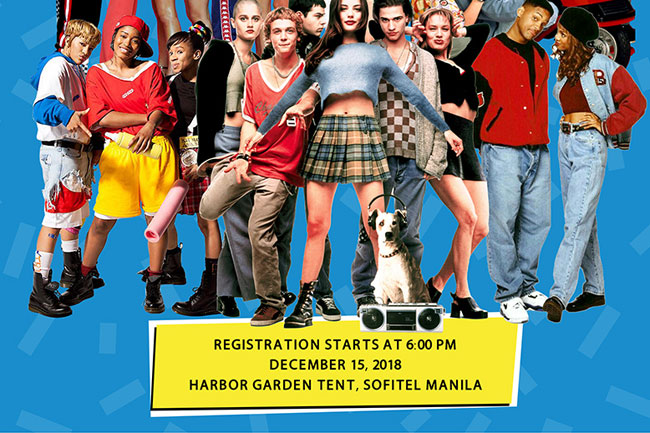 REGISTRATION STARTS AT 6:00 PM
DECEMBER 15, 2018
HARBOR GARDEN TENT, SOFITEL MANILA